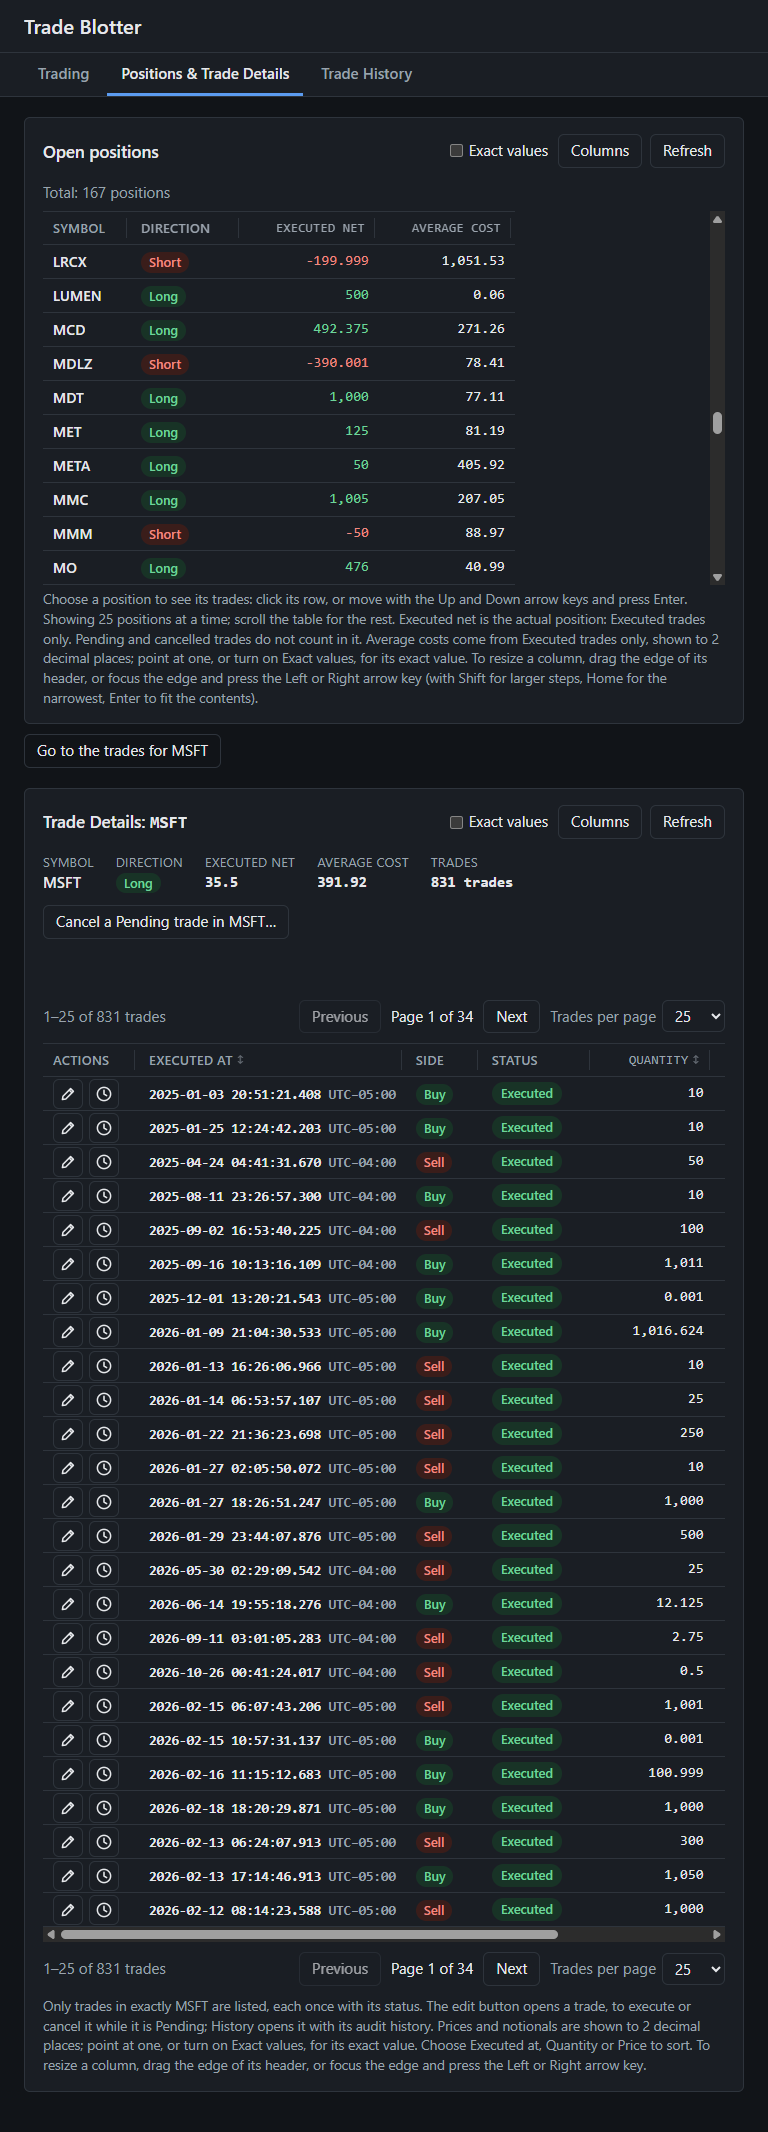 Trade Blotter
Trading Positions & Trade Details Trade History
Open positions Exact values Columns Refresh
Total: 167 positions
SYMBOL DIRECTION EXECUTED NET AVERAGE COST
LRCX Short -199.999 1,051.53
LUMEN Long 500 0.06
MCD Long 492.375 271.26
MDLZ Short -390.001 78.41
MDT Long 1,000 77.11
MET Long 125 81.19
META Long 50 405.92
MMC Long 1,005 207.05
MMM Short -50 88.97
MO Long 476 40.99
Choose a position to see its trades: click its row, or move with the Up and Down arrow keys and press Enter.
Showing 25 positions at a time; scroll the table for the rest. Executed net is the actual position: Executed trades
only. Pending and cancelled trades do not count in it. Average costs come from Executed trades only, shown to 2
decimal places; point at one, or turn on Exact values, for its exact value. To resize a column, drag the edge of its
header, or focus the edge and press the Left or Right arrow key (with Shift for larger steps, Home for the
narrowest, Enter to fit the contents).
Go to the trades for MSFT
Trade Details: MSFT Exact values Columns Refresh
SYMBOL DIRECTION EXECUTED NET AVERAGE COST TRADES
MSFT Long 35.5 391.92 831 trades
Cancel a Pending trade in MSFT...
1–25 of 831 trades Previous Page 1 of 34 Next Trades per page 25
ACTIONS EXECUTED AT SIDE STATUS QUANTITY
2025-01-03 20:51:21.408 UTC-05:00 Buy Executed 10
2025-01-25 12:24:42.203 UTC-05:00 Buy Executed 10
2025-04-24 04:41:31.670 UTC-04:00 Sell Executed 50
2025-08-11 23:26:57.300 UTC-04:00 Buy Executed 10
2025-09-02 16:53:40.225 UTC-04:00 Sell Executed 100
2025-09-16 10:13:16.109 UTC-04:00 Buy Executed 1,011
2025-12-01 13:20:21.543 UTC-05:00 Buy Executed 0.001
2026-01-09 21:04:30.533 UTC-05:00 Buy Executed 1,016.624
2026-01-13 16:26:06.966 UTC-05:00 Sell Executed 10
2026-01-14 06:53:57.107 UTC-05:00 Sell Executed 25
2026-01-22 21:36:23.698 UTC-05:00 Sell Executed 250
2026-01-27 02:05:50.072 UTC-05:00 Sell Executed 10
2026-01-27 18:26:51.247 UTC-05:00 Buy Executed 1,000
2026-01-29 23:44:07.876 UTC-05:00 Sell Executed 500
2026-05-30 02:29:09.542 UTC-04:00 Sell Executed 25
2026-06-14 19:55:18.276 UTC-04:00 Buy Executed 12.125
2026-09-11 03:01:05.283 UTC-04:00 Sell Executed 2.75
2026-10-26 00:41:24.017 UTC-04:00 Sell Executed 0.5
2026-02-15 06:07:43.206 UTC-05:00 Sell Executed 1,001
2026-02-15 10:57:31.137 UTC-05:00 Buy Executed 0.001
2026-02-16 11:15:12.683 UTC-05:00 Buy Executed 100.999
2026-02-18 18:20:29.871 UTC-05:00 Buy Executed 1,000
2026-02-13 06:24:07.913 UTC-05:00 Sell Executed 300
2026-02-13 17:14:46.913 UTC-05:00 Buy Executed 1,050
2026-02-12 08:14:23.588 UTC-05:00 Sell Executed 1,000
1–25 of 831 trades Previous Page 1 of 34 Next Trades per page 25
Only trades in exactly MSFT are listed, each once with its status. The edit button opens a trade, to execute or
cancel it while it is Pending; History opens it with its audit history. Prices and notionals are shown to 2 decimal
places; point at one, or turn on Exact values, for its exact value. Choose Executed at, Quantity or Price to sort. To
resize a column, drag the edge of its header, or focus the edge and press the Left or Right arrow key.